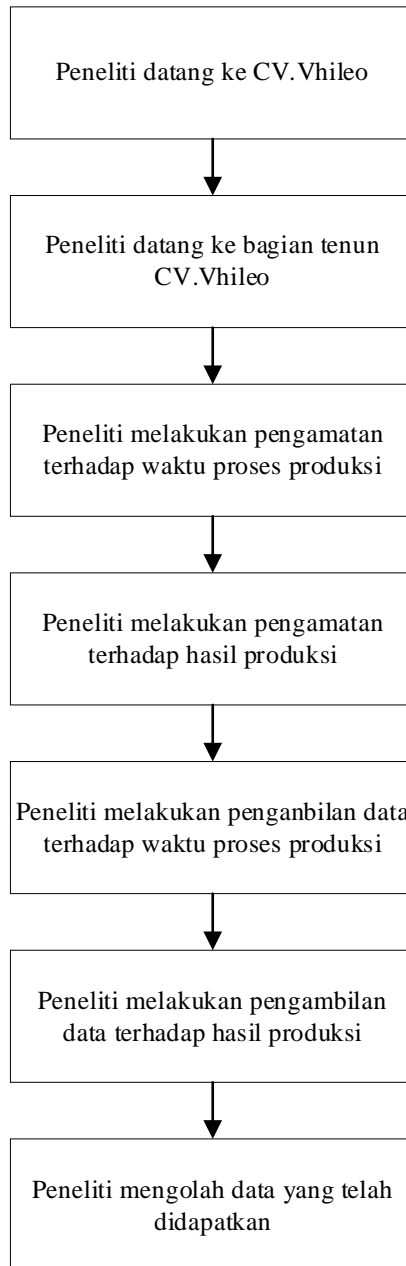 Peneliti datang ke CV.Vhileo
Peneliti datang ke bagian tenun
CV.Vhileo
Peneliti melakukan pengamatan
terhadap waktu proses produksi
Peneliti melakukan pengamatan
terhadap hasil produksi
Peneliti melakukan penganbilan data
terhadap waktu proses produksi
Peneliti melakukan pengambilan
data terhadap hasil produksi
Peneliti mengolah data yang telah
didapatkan